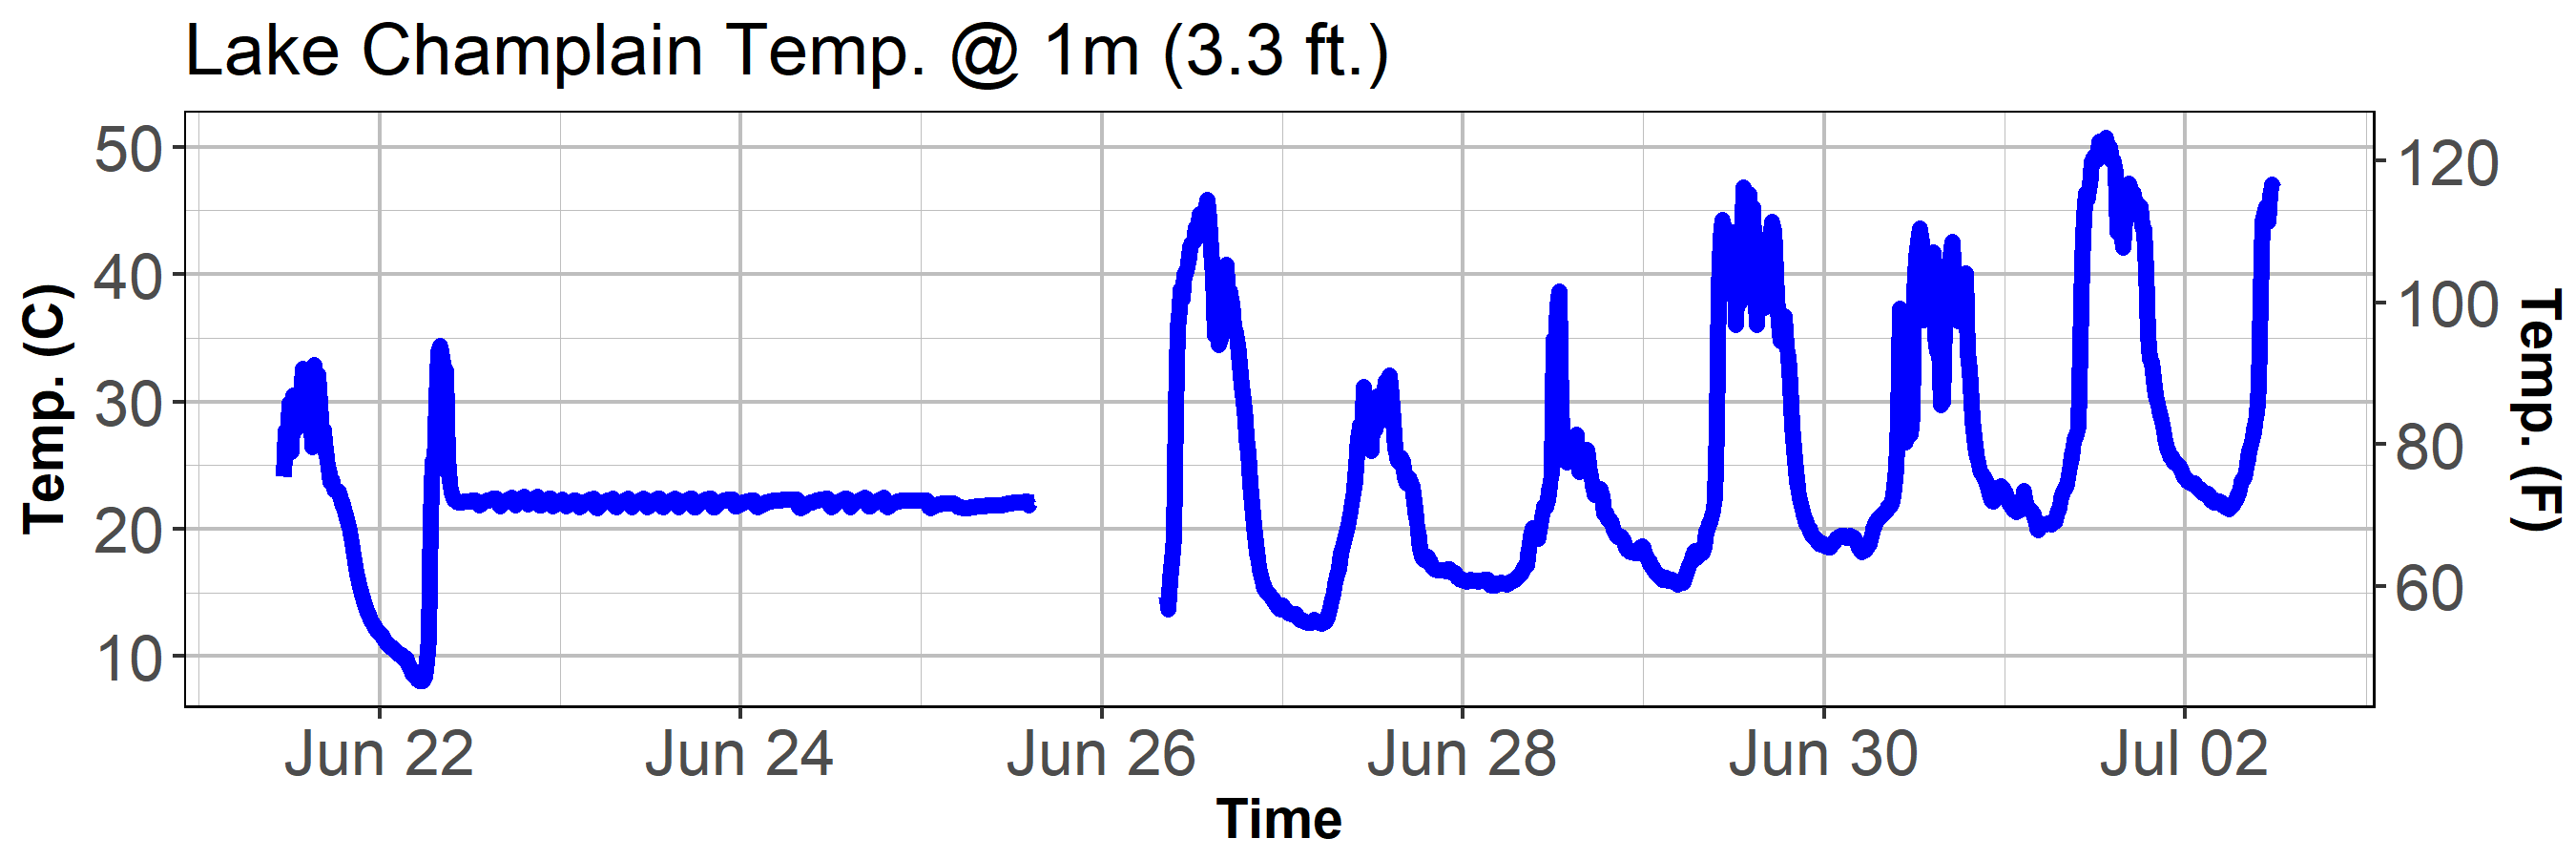 Lake Champlain Temp. @ 1m (3.3 ft.)
Temp. (C)
50
40
30
20
10
120
100
80
60
Temp. (F)
Jun 22 Jun 24 Jun 26 Jun 28 Jun 30 Jul 02
Time